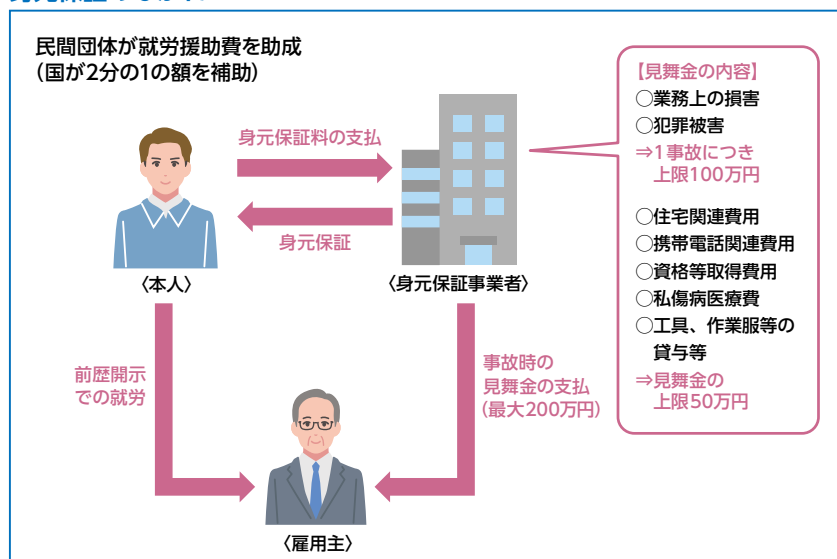 民間団体が就労援助費を助成
（国が2分の1の額を補助）
身元保証料の支払
身元保証
〈本人〉
〈身元保証事業者〉
前歴開示
での就労
事故時の
見舞金の支払
（最大200万円）
〈雇用主〉
【見舞金の内容】
○業務上の損害
○犯罪被害
⇒1事故につき
上限100万円
○住宅関連費用
○携帯電話関連費用
○資格等取得費用
○私傷病医療費
○工具、作業服等の
貸与等
⇒見舞金の
上限50万円